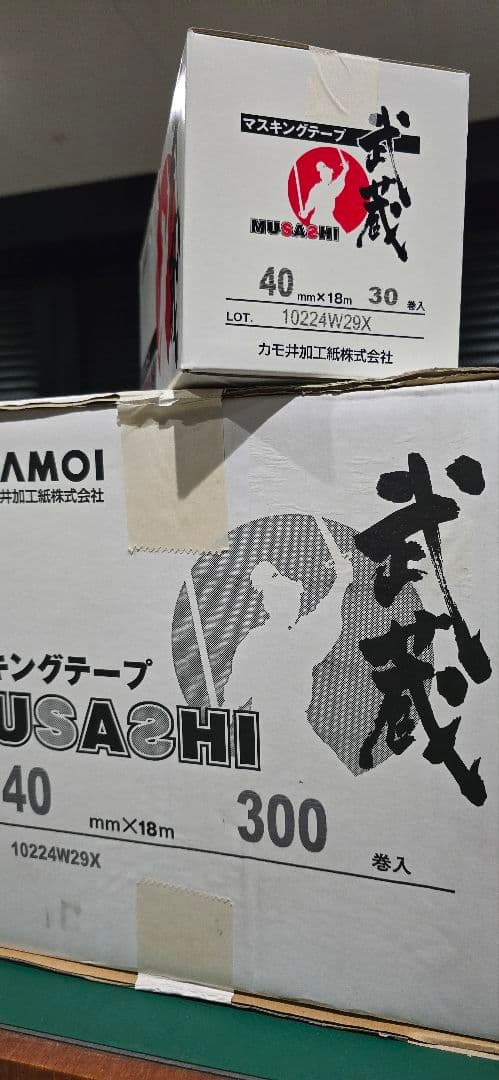 マスキングテープ
武蔵
MUSASHI
40 mm×18m 30 巻入
LOT. 10224W29X
カモ井加工紙株式会社
AMOI
井加工紙株式会社
武蔵
キングテープ
USASHI
40 mm×18m 300 巻入
10224W29X